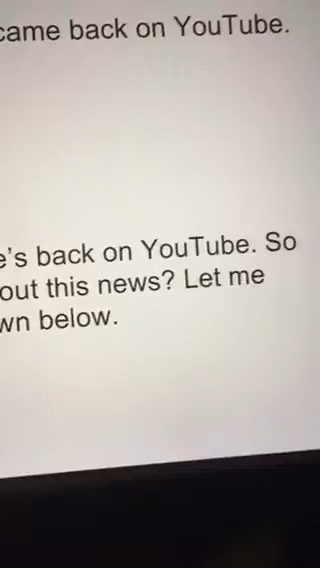 came back on YouTube.
e's back on YouTube. So
out this news? Let me
wn below.